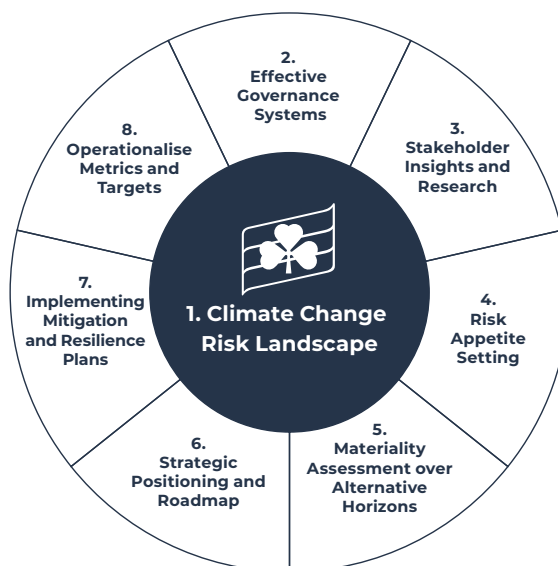 2.
Effective
Governance
Systems
3.
Stakeholder
Insights and
Research
4.
Risk
Appetite
Setting
5.
Materiality
Assessment over
Alternative
Horizons
6.
Strategic
Positioning and
Roadmap
7.
Implementing
Mitigation
and Resilience
Plans
8.
Operationalise
Metrics and
Targets
1. Climate Change
Risk Landscape